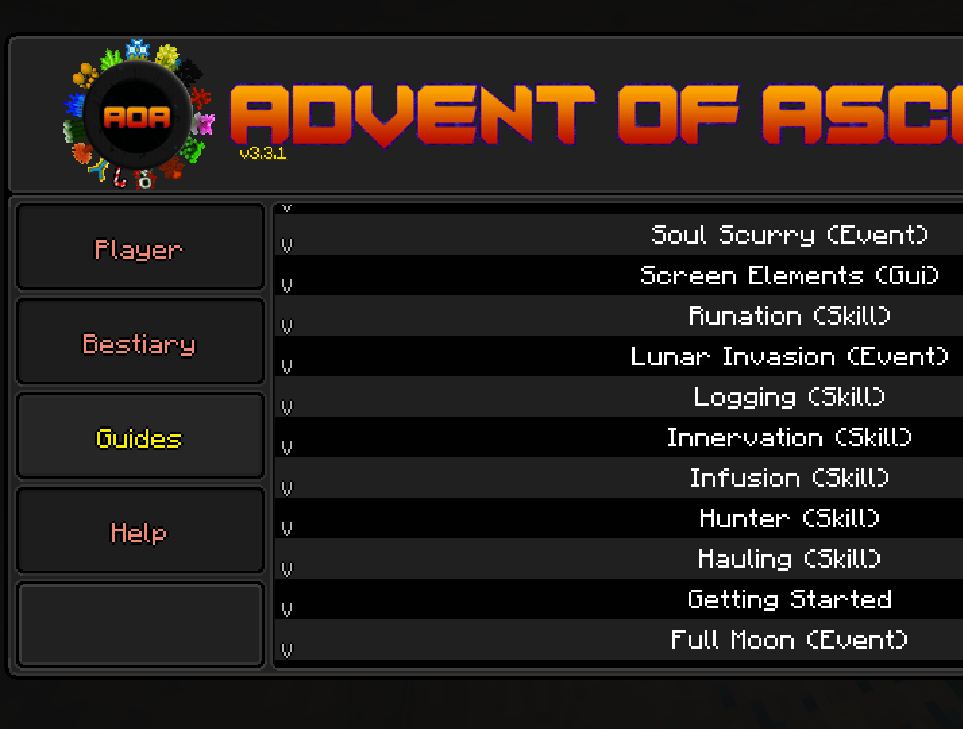 AOA
ADVENT OF ASCE
v3.3.1
Player
Bestiary
Guides
Help
v
v Soul Scurry (Event)
v Screen Elements (Gui)
v Runation (Skill)
v Lunar Invasion (Event)
v Logging (Skill)
v Innervation (Skill)
v Infusion (Skill)
v Hunter (Skill)
v Hauling (Skill)
v Getting Started
v Full Moon (Event)